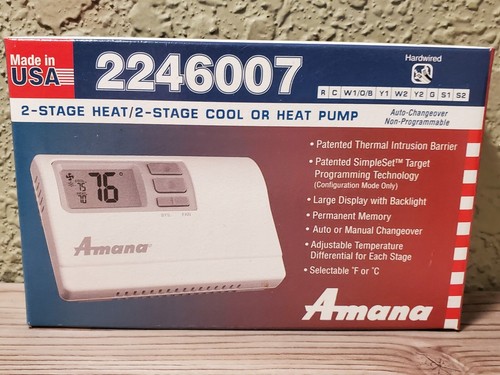 Made in
USA
2246007
Hardwired
R C W1/O/B Y1 W2 Y2 G S1 S2
2-STAGE HEAT/2-STAGE COOL OR HEAT PUMP
Auto-Changeover
Non-Programmable
• Patented Thermal Intrusion Barrier
• Patented SimpleSet™ Target
Programming Technology
(Configuration Mode Only)
• Large Display with Backlight
• Permanent Memory
• Auto or Manual Changeover
• Adjustable Temperature
Differential for Each Stage
• Selectable °F or °C
76°
SYS FAN
Amana®
Amana